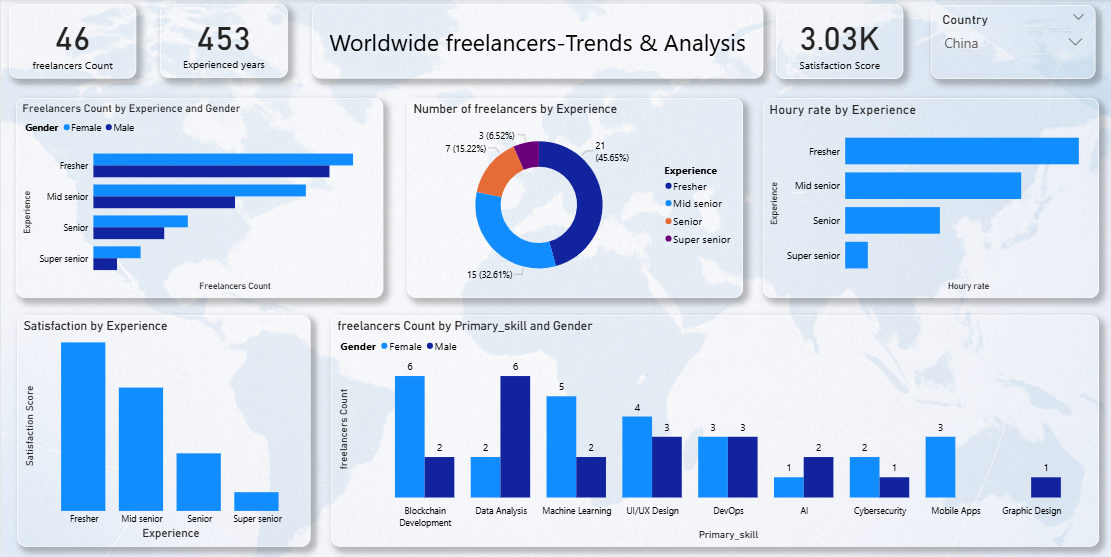 46
freelancers Count
453
Experienced years
Worldwide freelancers-Trends & Analysis
3.03K
Satisfaction Score
Country
China
Freelancers Count by Experience and Gender
Gender Female Male
Experience
Fresher
Mid senior
Senior
Super senior
Freelancers Count
Number of freelancers by Experience
3 (6.52%)
7 (15.22%)
21
(45.65%)
15 (32.61%)
Experience
Fresher
Mid senior
Senior
Super senior
Houry rate by Experience
Experience
Fresher
Mid senior
Senior
Super senior
Houry rate
Satisfaction by Experience
Satisfaction Score
Fresher Mid senior Senior Super senior
Experience
freelancers Count by Primary_skill and Gender
Gender Female Male
freelancers Count
6 2 2 6 5 2 4 3 3 3 1 2 2 1 3 1
Blockchain Data Analysis Machine Learning UI/UX Design DevOps AI Cybersecurity Mobile Apps Graphic Design
Development
Primary_skill